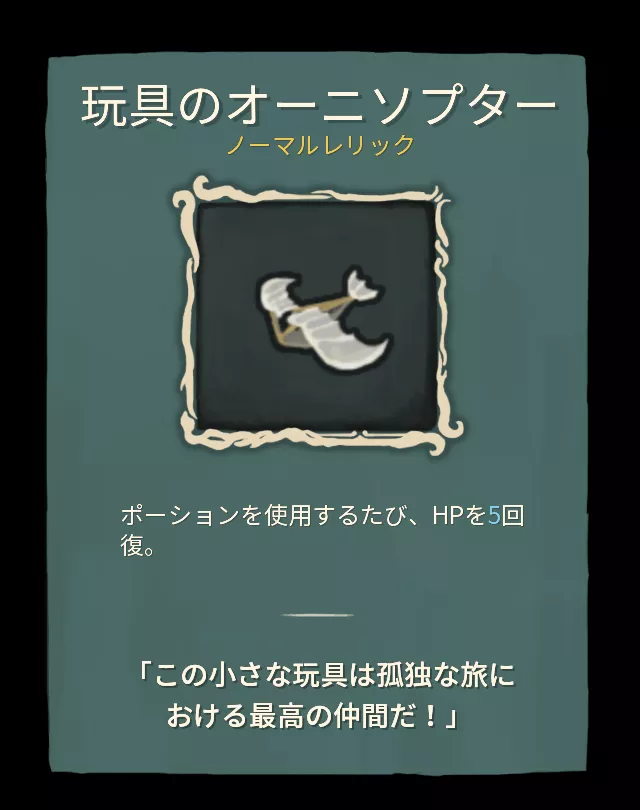 玩具のオーニソプター
ノーマルレリック
ポーションを使用するたび、HPを5回
復。
「この小さな玩具は孤独な旅に
おける最高の仲間だ！」